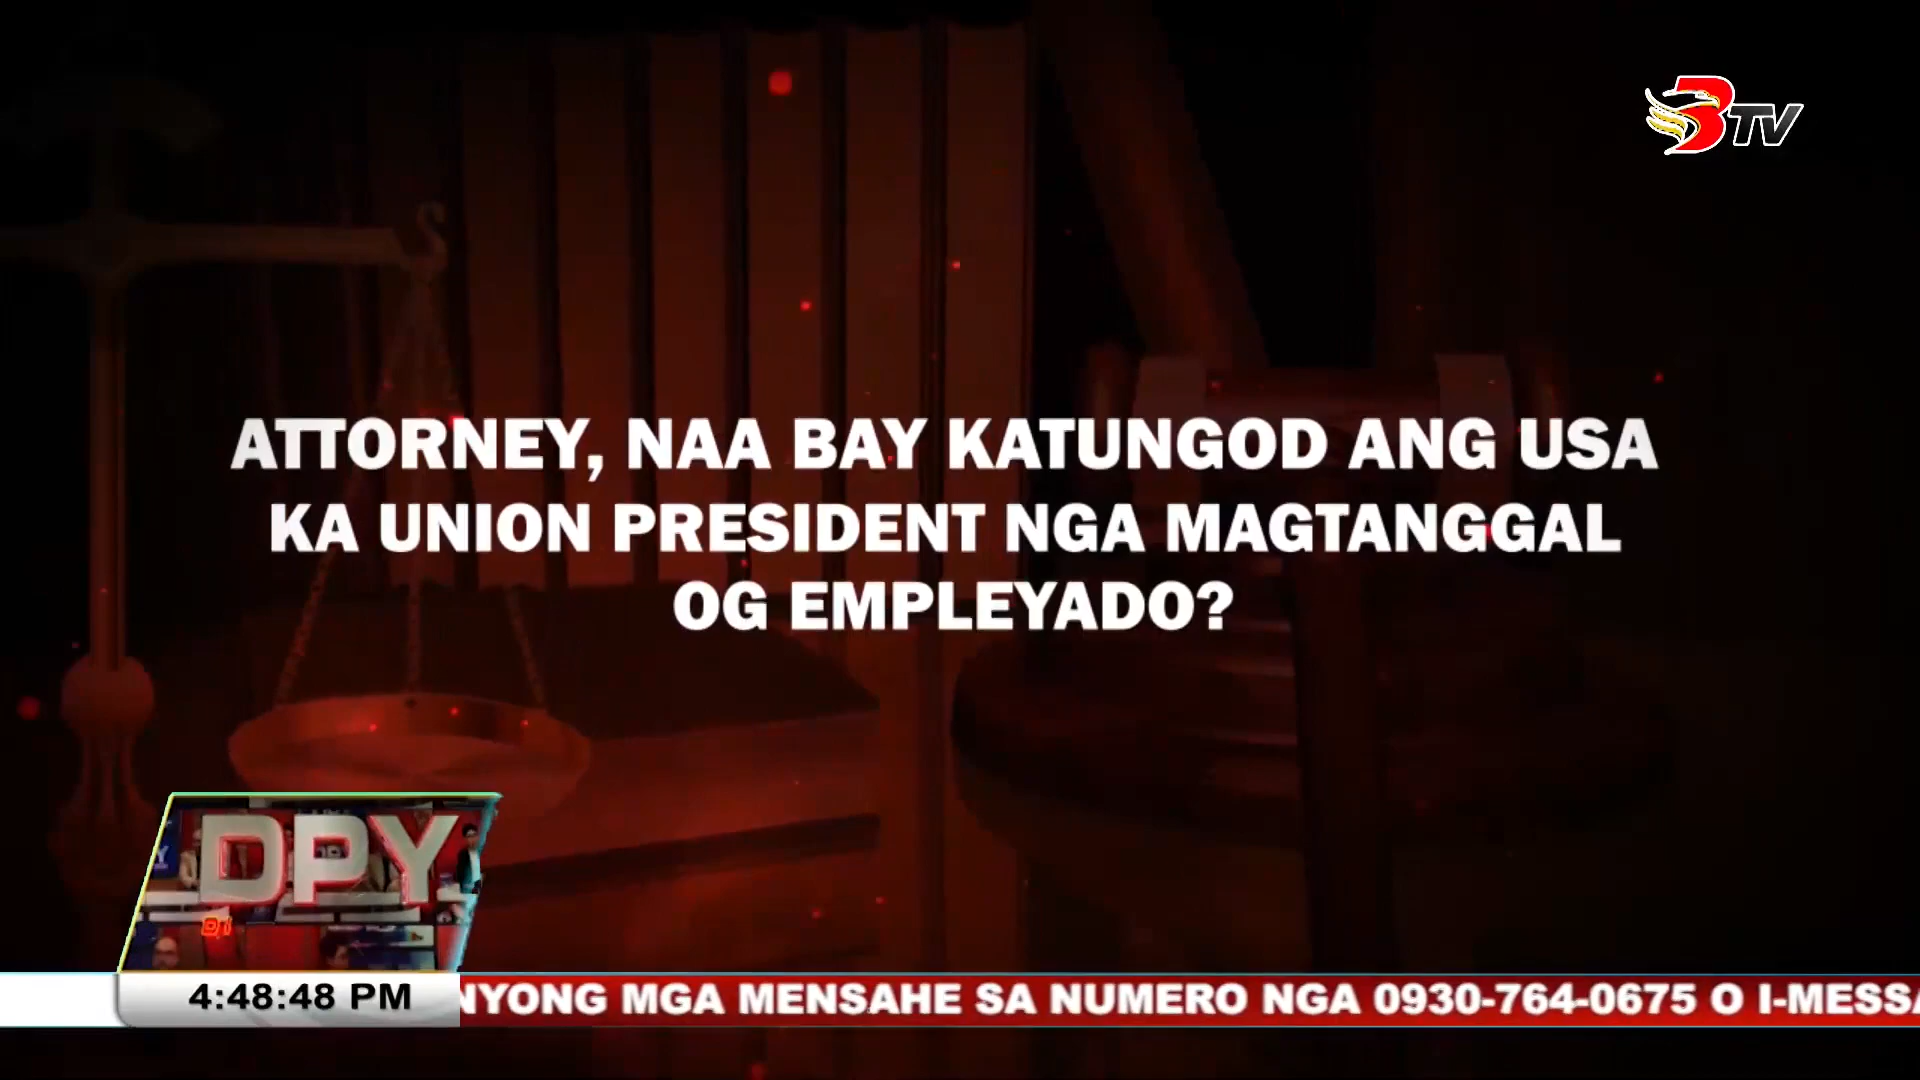 3TV
ATTORNEY, NAA BAY KATUNGOD ANG USA
KA UNION PRESIDENT NGA MAGTANGGAL
OG EMPLEYADO?
DPY
4:48:48 PM
NYONG MGA MENSAHE SA NUMERO NGA 0930-764-0675 O I-MESSA